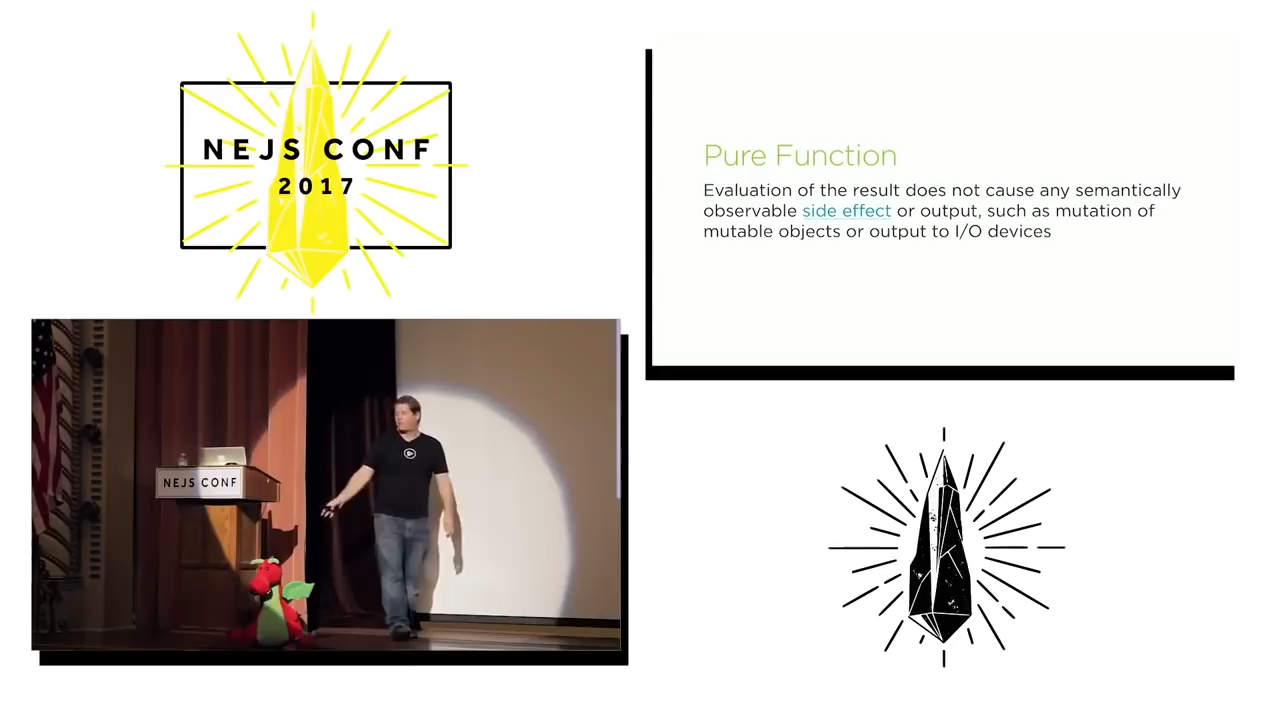 NEJS CONF
2017
Pure Function
Evaluation of the result does not cause any semantically
observable side effect or output, such as mutation of
mutable objects or output to I/O devices
NEJS CONF